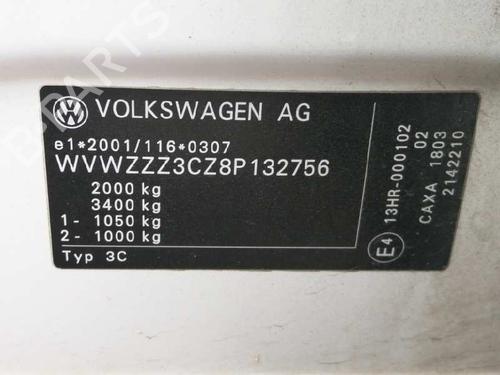 VOLKSWAGEN AG
e1*2001/116*0307
WVWZZZ3CZ8P132756
2000 kg
3400 kg
1- 1050 kg
2- 1000 kg
Typ 3C
E4 13HR-000102
02
CAXA 1803
2142210
B PARTS